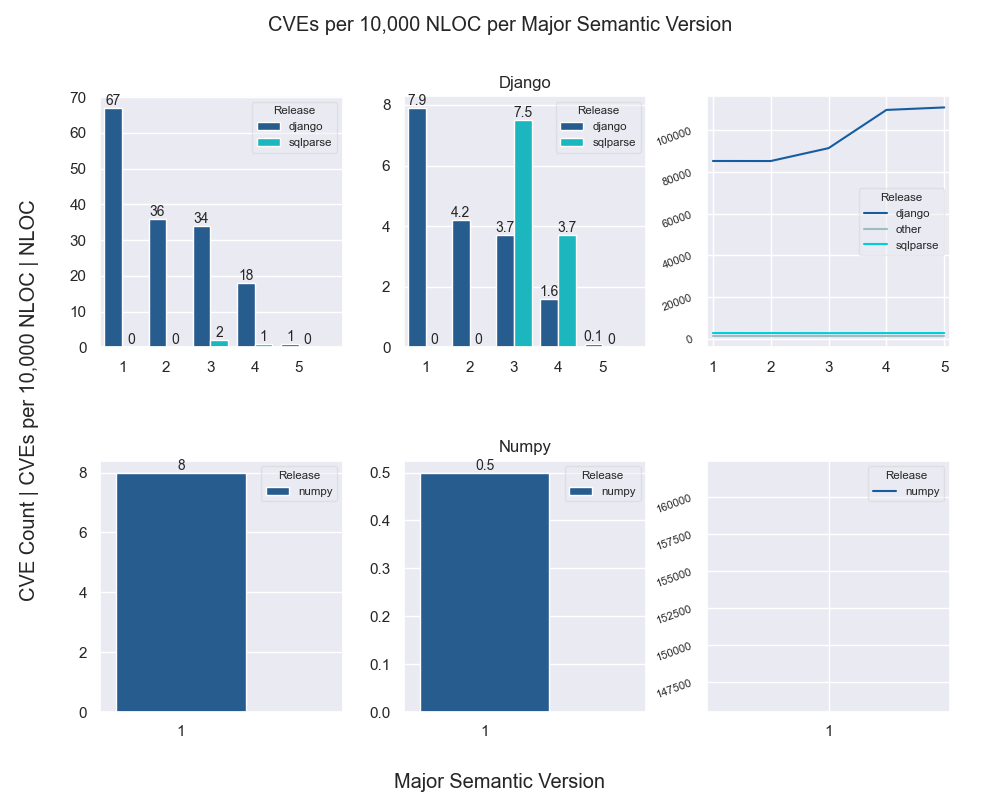 CVEs per 10,000 NLOC per Major Semantic Version
CVE Count | CVEs per 10,000 NLOC | NLOC
70
60
50
40
30
20
10
0
67
0
36
0
34
2
18
1
1
0
Release
django
sqlparse
1 2 3 4 5
Django
8
6
4
2
0
7.9
0
4.2
0
3.7
7.5
1.6
3.7
0.1
0
Release
django
sqlparse
1 2 3 4 5
100000
80000
60000
40000
20000
0
Release
django
other
sqlparse
1 2 3 4 5
8
6
4
2
0
8
Release
numpy
1
Numpy
0.5
0.4
0.3
0.2
0.1
0.0
0.5
Release
numpy
1
160000
157500
155000
152500
150000
147500
Release
numpy
1
Major Semantic Version